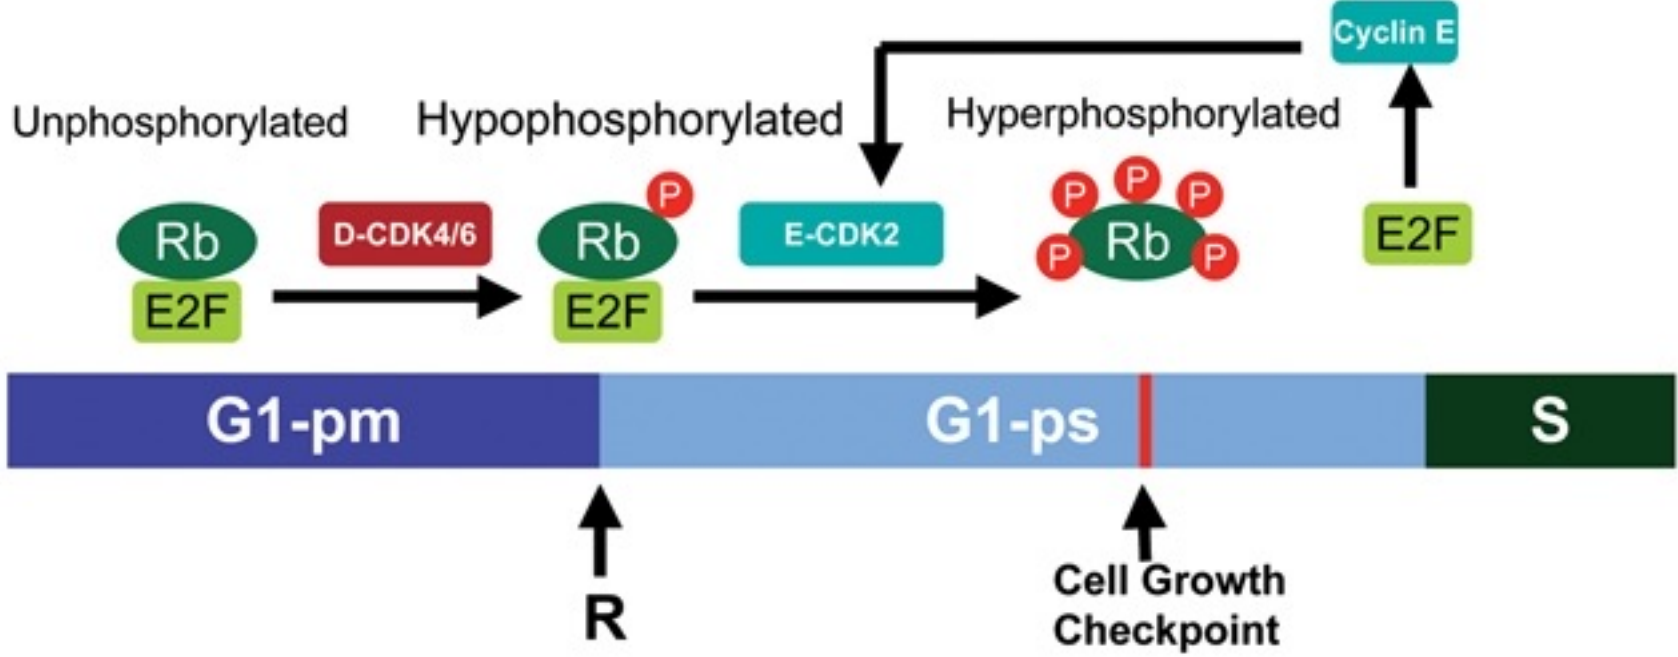 Cyclin E
Unphosphorylated
Hypophosphorylated
Hyperphosphorylated
P
P
P
P
Rb
D-CDK4/6
Rb
E-CDK2
Rb
E2F
P
P
E2F
E2F
G1-pm
G1-ps
S
R
Cell Growth
Checkpoint